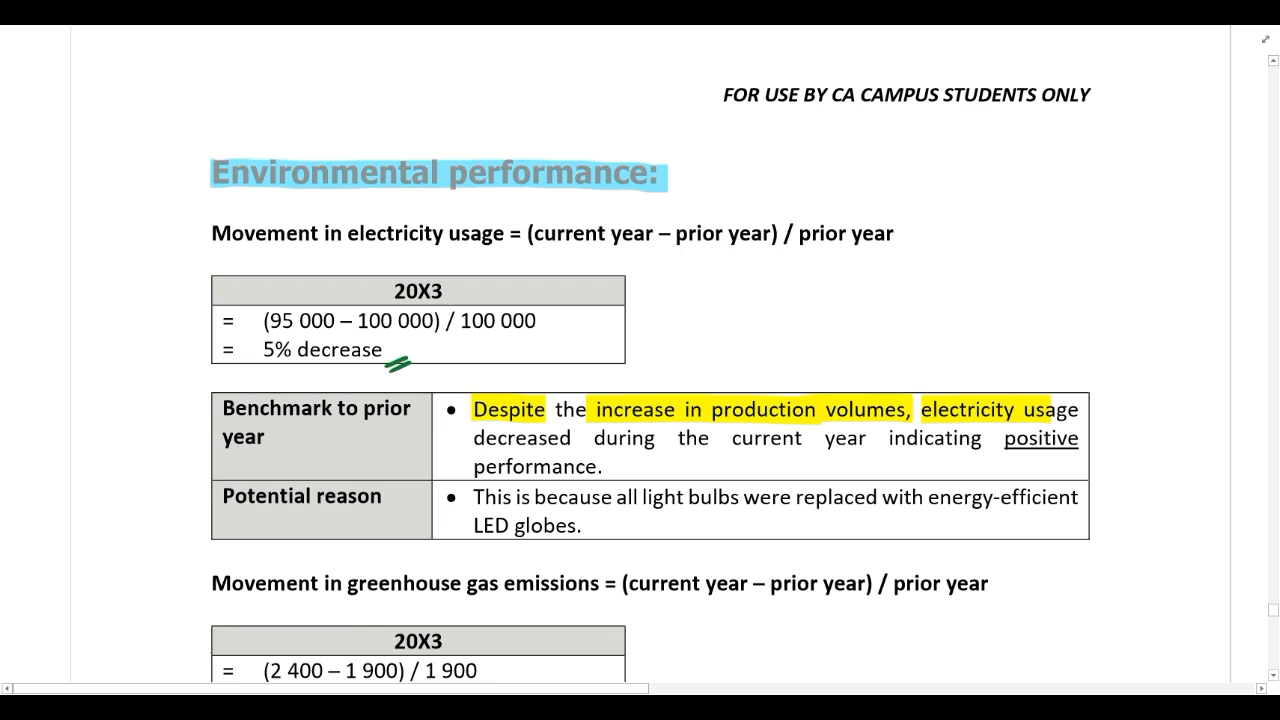 FOR USE BY CA CAMPUS STUDENTS ONLY
Environmental performance:
Movement in electricity usage = (current year – prior year) / prior year
20X3
= (95 000 – 100 000) / 100 000
= 5% decrease
Benchmark to prior year
• Despite the increase in production volumes, electricity usage
decreased during the current year indicating positive
performance.
Potential reason
• This is because all light bulbs were replaced with energy-efficient
LED globes.
Movement in greenhouse gas emissions = (current year – prior year) / prior year
20X3
= (2 400 – 1 900) / 1 900